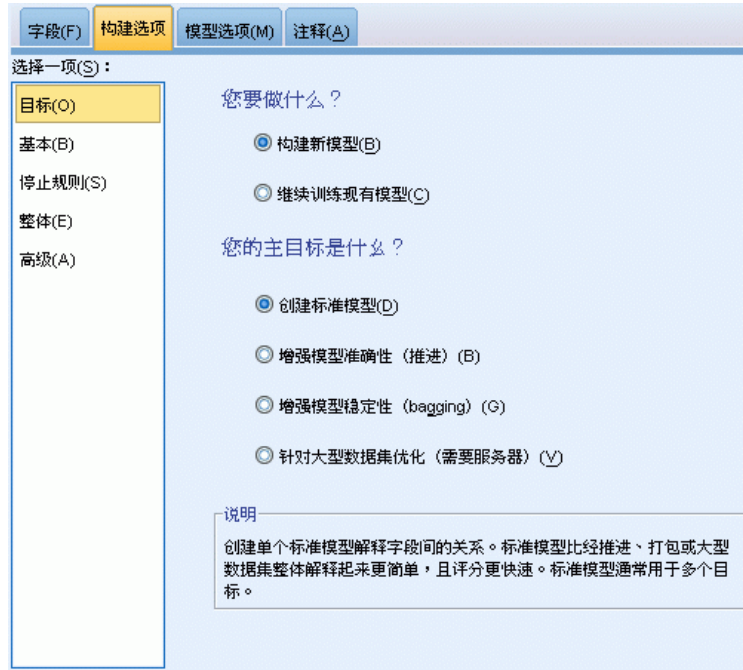 字段(F) 构建选项 模型选项(M) 注释(A)
选择一项(S)：
目标(O)
基本(B)
停止规则(S)
整体(E)
高级(A)
您要做什么？
构建新模型(B)
继续训练现有模型(C)
您的主目标是什么？
创建标准模型(D)
增强模型准确性（推进）(B)
增强模型稳定性（bagging）(G)
针对大型数据集优化（需要服务器）(V)
说明
创建单个标准模型解释字段间的关系。标准模型比经推进、打包或大型
数据集整体解释起来更简单，且评分更快速。标准模型通常用于多个目
标。